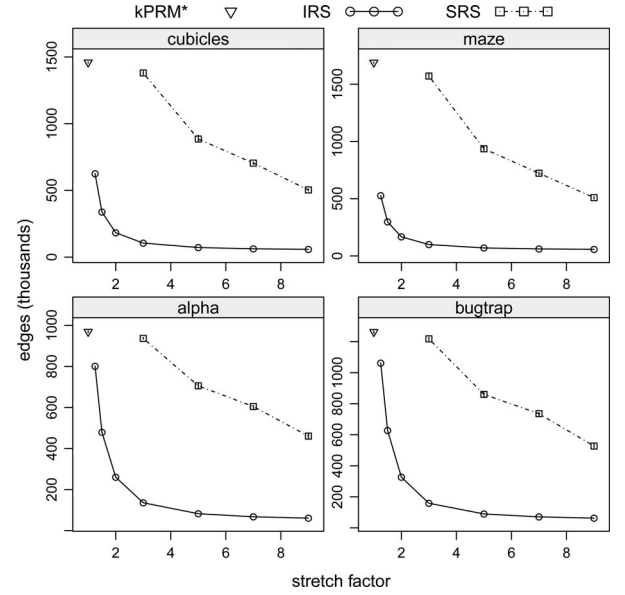 kPRM* IRS SRS
cubicles maze
0 500 1000 1500
0 500 1000 1500
2 4 6 8
2 4 6 8
alpha bugtrap
200 400 600 800 1000
200 400 600 800 1000
2 4 6 8
2 4 6 8
edges (thousands)
stretch factor